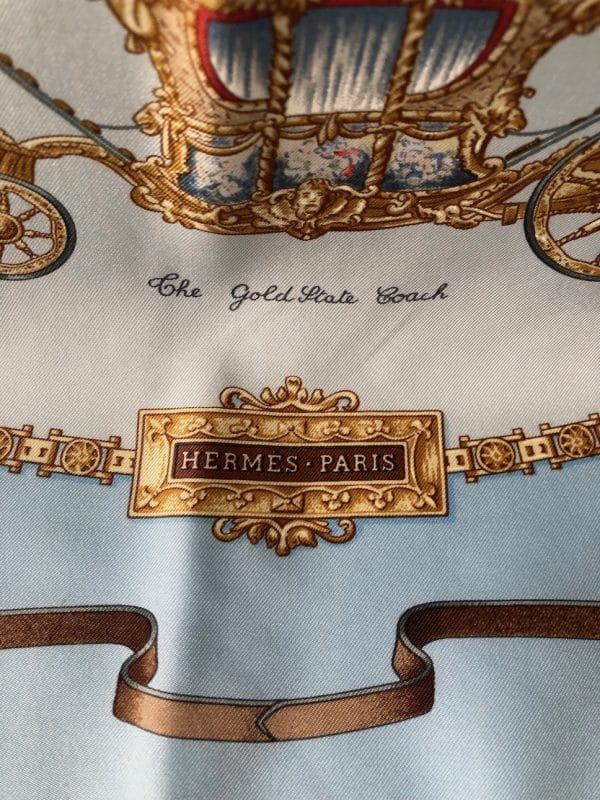 The Gold State Coach
HERMES · PARIS